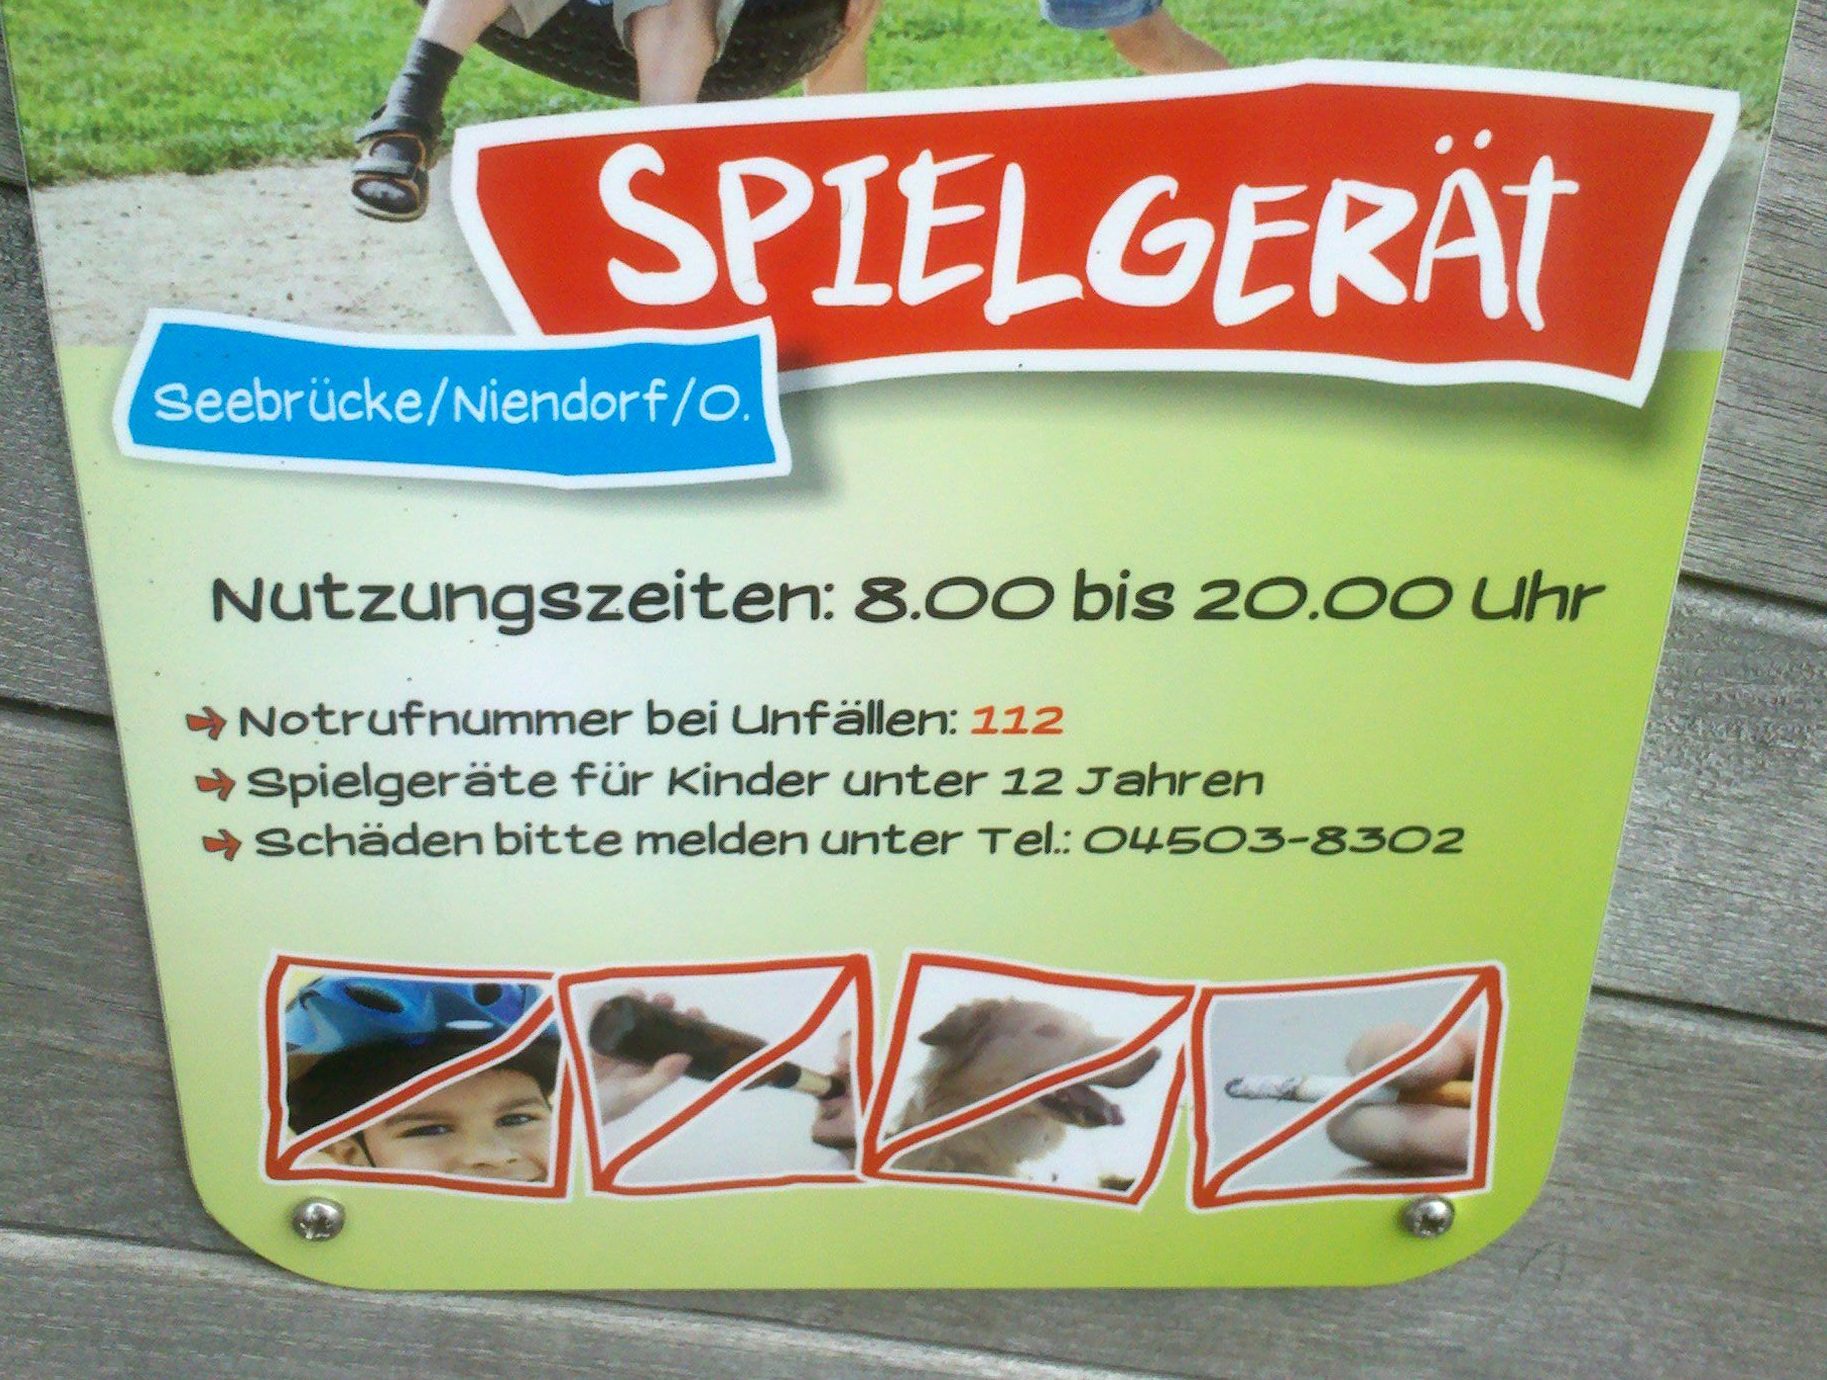 SPIELGERÄT
Seebrücke/Niendorf/O.
Nutzungszeiten: 8.00 bis 20.00 Uhr
Notrufnummer bei Unfällen: 112
Spielgeräte für Kinder unter 12 Jahren
Schäden bitte melden unter Tel.: 04503-8302